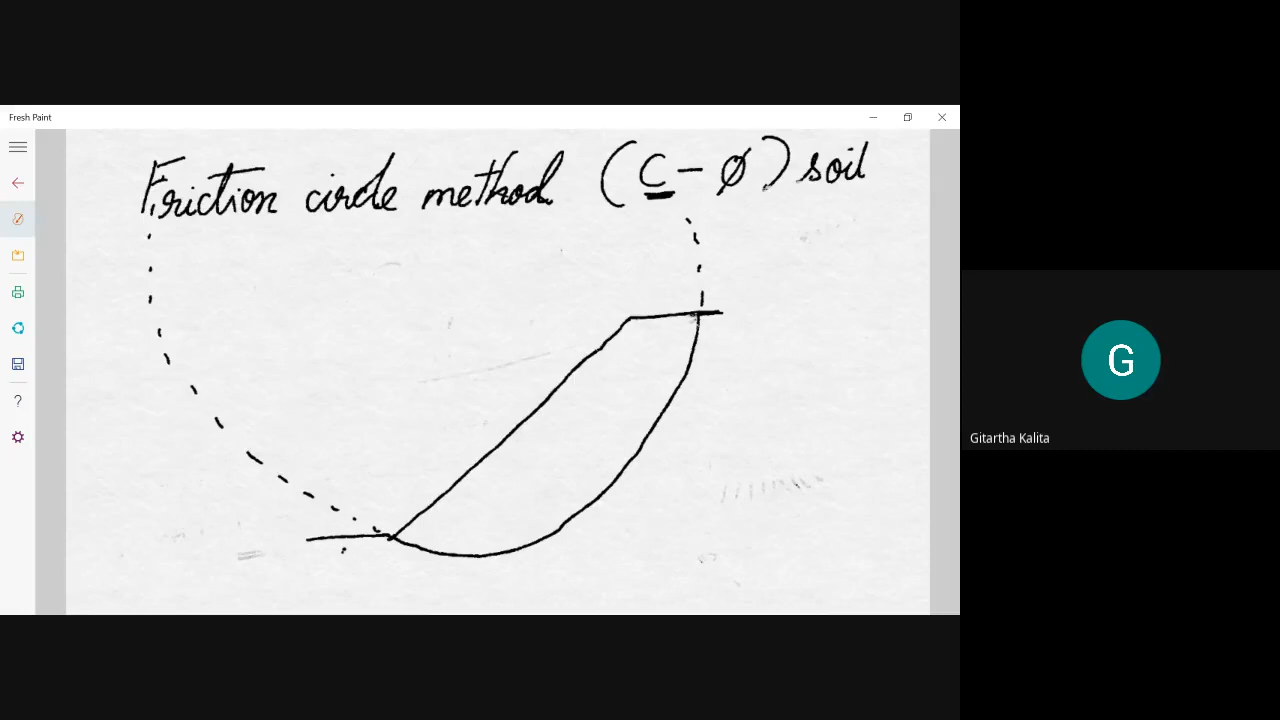 Fresh Paint
Friction circle method (C-Ø) soil
?
G
Gitartha Kalita